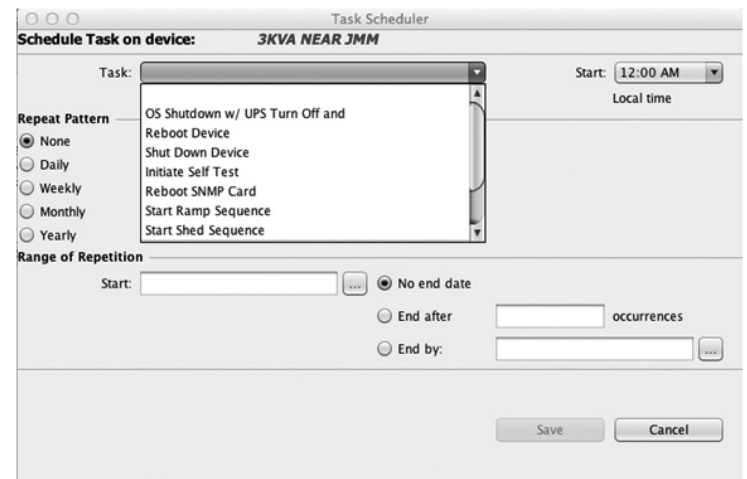 Task Scheduler
Schedule Task on device: 3KVA NEAR JMM
Task:
Start: 12:00 AM
Local time
OS Shutdown w/ UPS Turn Off and
Reboot Device
Shut Down Device
Initiate Self Test
Reboot SNMP Card
Start Ramp Sequence
Start Shed Sequence
Repeat Pattern
None
Daily
Weekly
Monthly
Yearly
Range of Repetition
Start: ... No end date
End after occurrences
End by: ...
Save Cancel